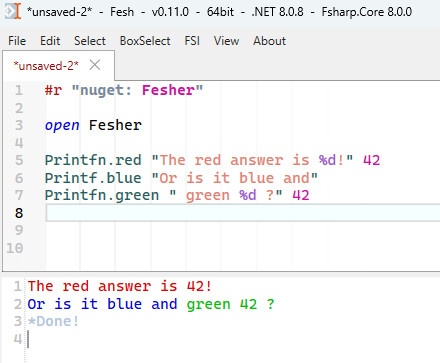 *unsaved-2* - Fesh - v0.11.0 - 64bit - .NET 8.0.8 - Fsharp.Core 8.0.0
File Edit Select BoxSelect FSI View About
*unsaved-2* ×
1 #r "nuget: Fesher"
2
3 open Fesher
4
5 Printfn.red "The red answer is %d!" 42
6 Printf.blue "Or is it blue and"
7 Printfn.green " green %d ?" 42
8
9
10
1 The red answer is 42!
2 Or is it blue and green 42 ?
3 *Done!
4